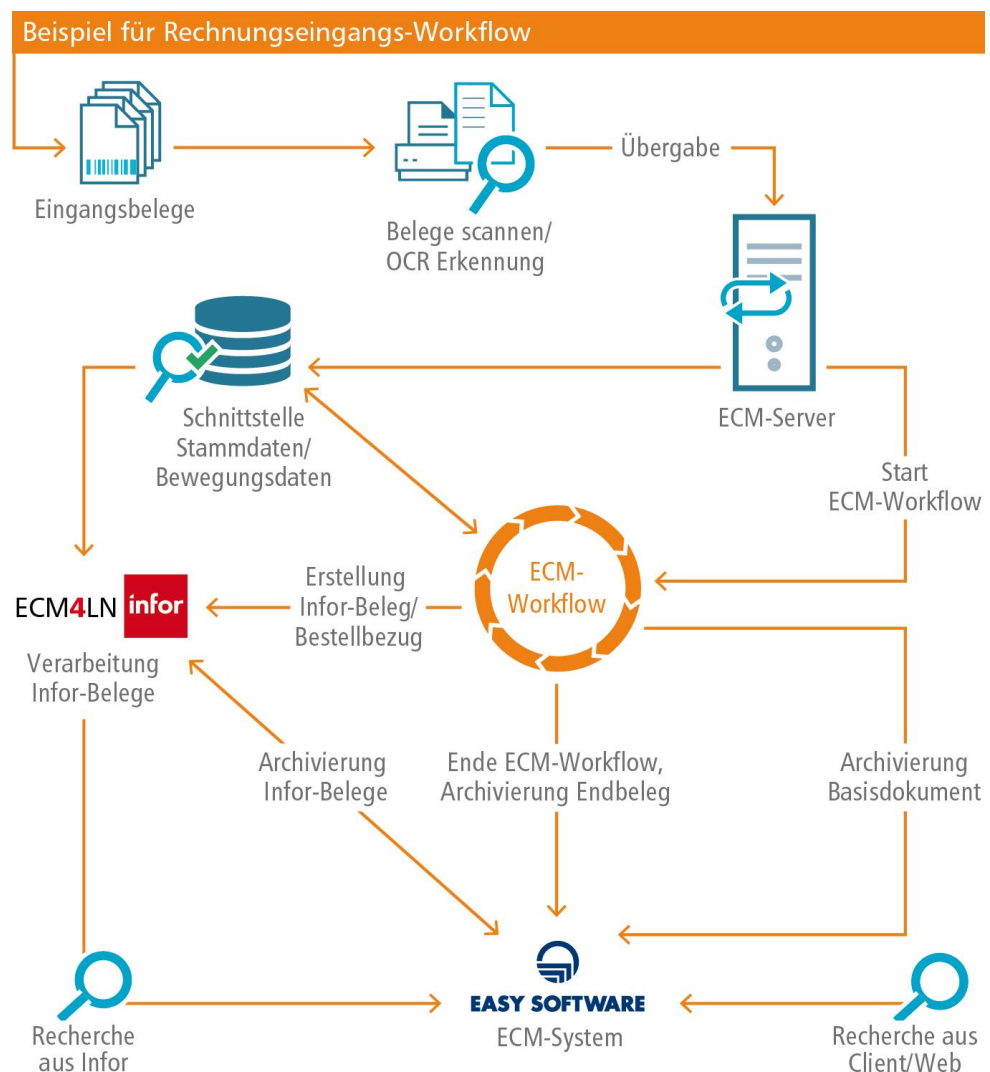 Beispiel für Rechnungseingangs-Workflow
Eingangsbelege
Belege scannen/
OCR Erkennung
Übergabe
ECM-Server
Schnittstelle
Stammdaten/
Bewegungsdaten
Start
ECM-Workflow
ECM-
Workflow
Erstellung
Infor-Beleg/
Bestellbezug
ECM4LN infor
Verarbeitung
Infor-Belege
Archivierung
Infor-Belege
Ende ECM-Workflow,
Archivierung Endbeleg
Archivierung
Basisdokument
EASY SOFTWARE
ECM-System
Recherche
aus Infor
Recherche aus
Client/Web